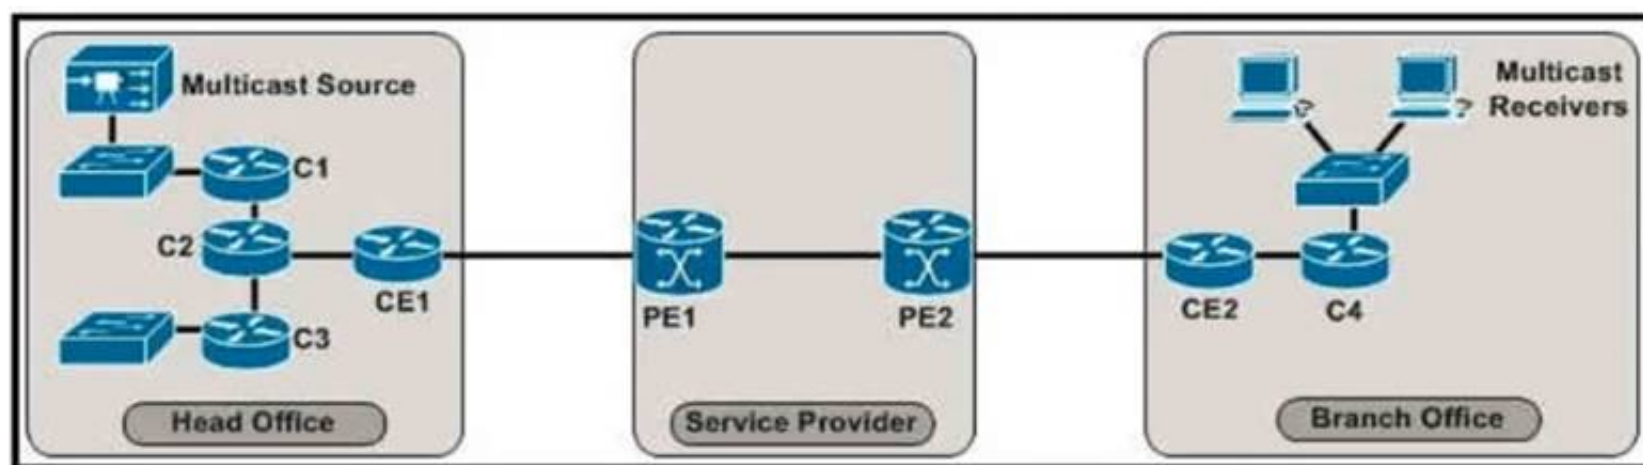 Multicast Source
C1
C2
CE1
C3
Head Office
PE1
PE2
Service Provider
Multicast
Receivers
CE2
C4
Branch Office